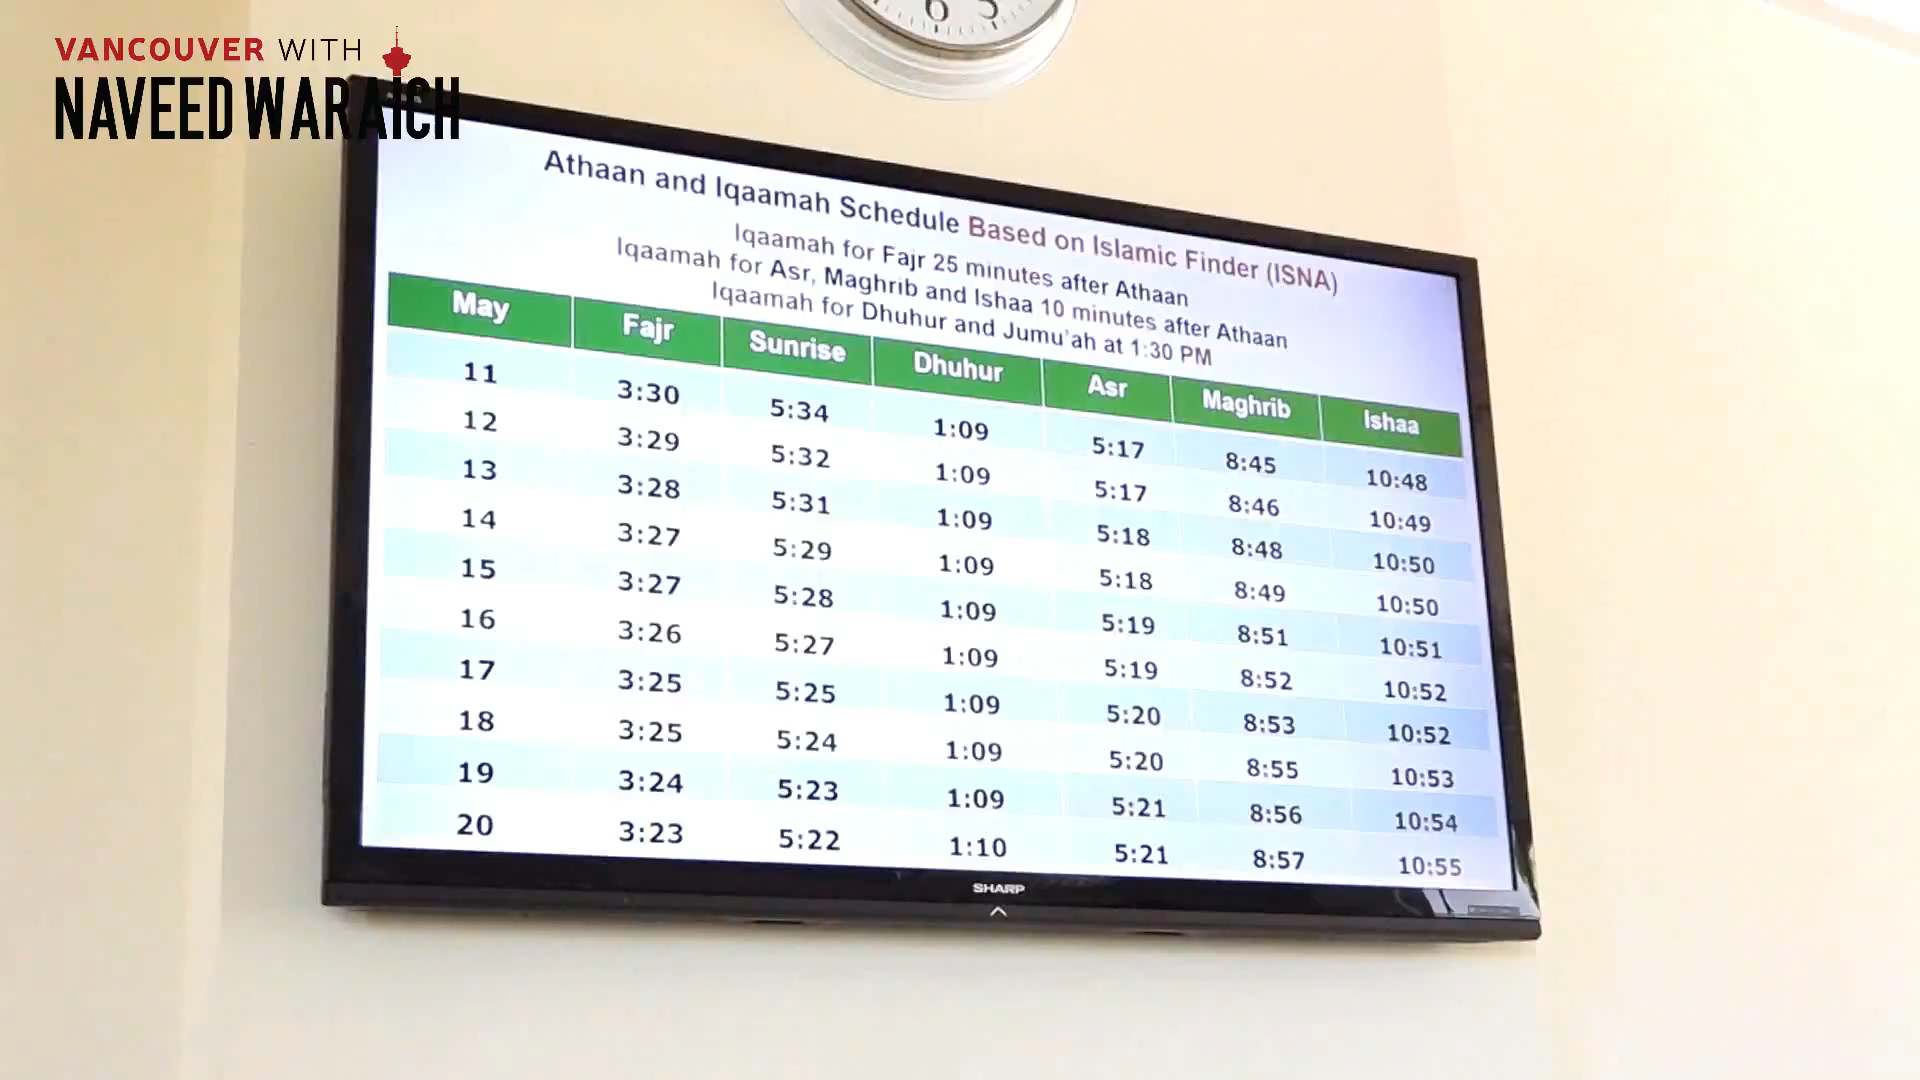 VANCOUVER WITH
NAVEED WARAICH
6 5
Athaan and Iqaamah Schedule Based on Islamic Finder (ISNA)
Iqaamah for Fajr 25 minutes after Athaan
Iqaamah for Asr, Maghrib and Ishaa 10 minutes after Athaan
Iqaamah for Dhuhur and Jumu'ah at 1:30 PM
May Fajr Sunrise Dhuhur Asr Maghrib Ishaa
11 3:30 5:34 1:09 5:17 8:45 10:48
12 3:29 5:32 1:09 5:17 8:46 10:49
13 3:28 5:31 1:09 5:18 8:48 10:50
14 3:27 5:29 1:09 5:18 8:49 10:50
15 3:27 5:28 1:09 5:19 8:51 10:51
16 3:26 5:27 1:09 5:19 8:52 10:52
17 3:25 5:25 1:09 5:20 8:53 10:52
18 3:25 5:24 1:09 5:20 8:55 10:53
19 3:24 5:23 1:09 5:21 8:56 10:54
20 3:23 5:22 1:10 5:21 8:57 10:55
SHARP